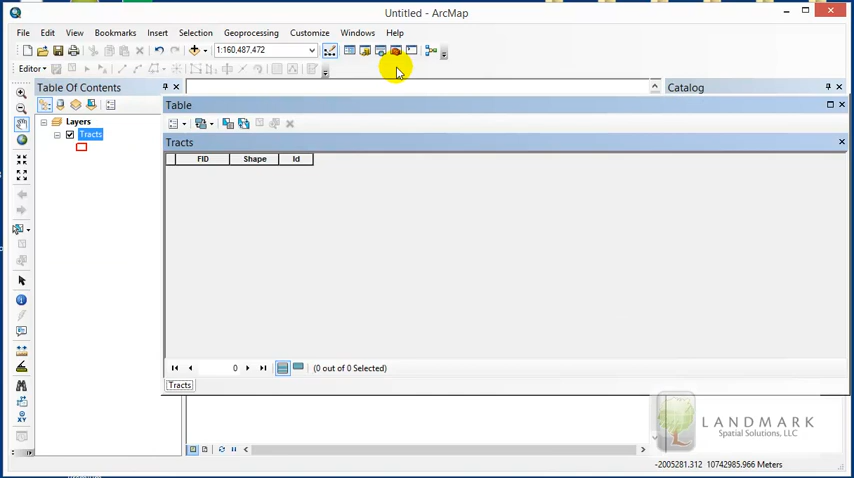 Untitled - ArcMap
File Edit View Bookmarks Insert Selection Geoprocessing Customize Windows Help
1:160,487,472
Editor
Table Of Contents
Catalog
Table
Layers
Tracts
Tracts
FID Shape Id
0
(0 out of 0 Selected)
Tracts
LANDMARK
Spatial Solutions, LLC
-2005281.312 10742985.966 Meters